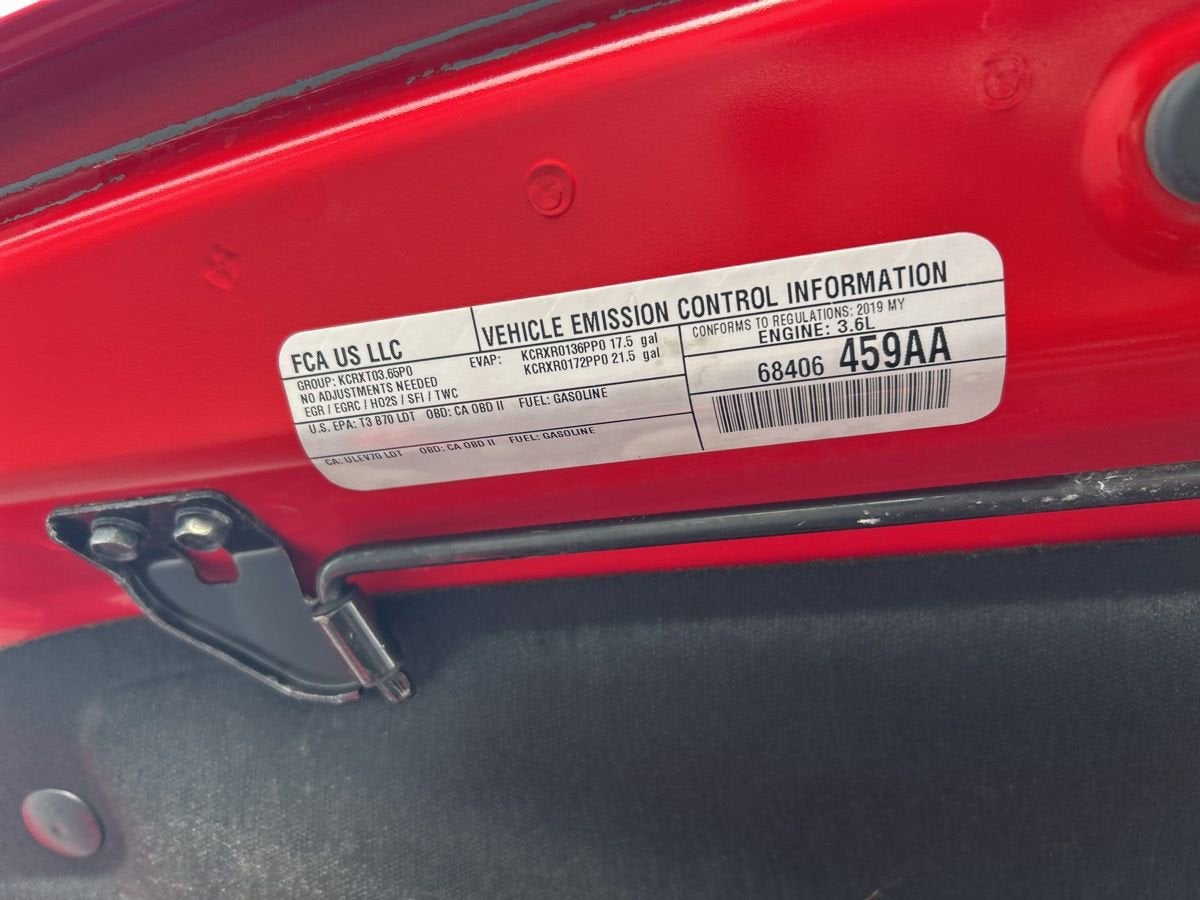 FCA US LLC
VEHICLE EMISSION CONTROL INFORMATION
GROUP: KCRXT03.65P0
NO ADJUSTMENTS NEEDED
EGR / EGRC / HO2S / SFI / TWC
EVAP: KCRXR0136PP0 17.5 gal
KCRXR0172PP0 21.5 gal
U.S. EPA: T3 B70 LDT OBD: CA OBD II FUEL: GASOLINE
CA: ULEV70 LDT OBD: CA OBD II FUEL: GASOLINE
CONFORMS TO REGULATIONS: 2019 MY
ENGINE: 3.6L
68406 459AA